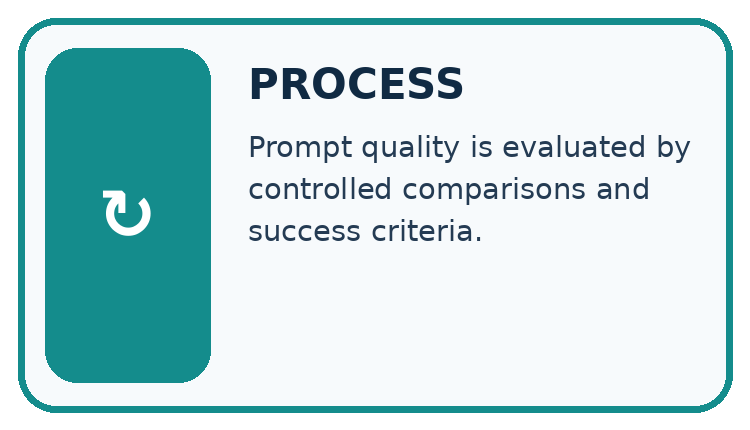 PROCESS
Prompt quality is evaluated by
controlled comparisons and
success criteria.